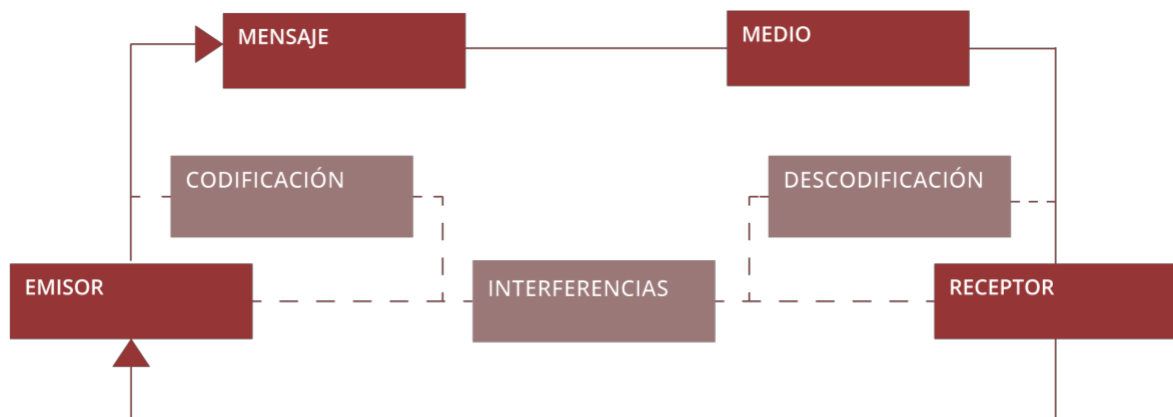 MENSAJE
MEDIO
CODIFICACIÓN
DESCODIFICACIÓN
EMISOR
INTERFERENCIAS
RECEPTOR